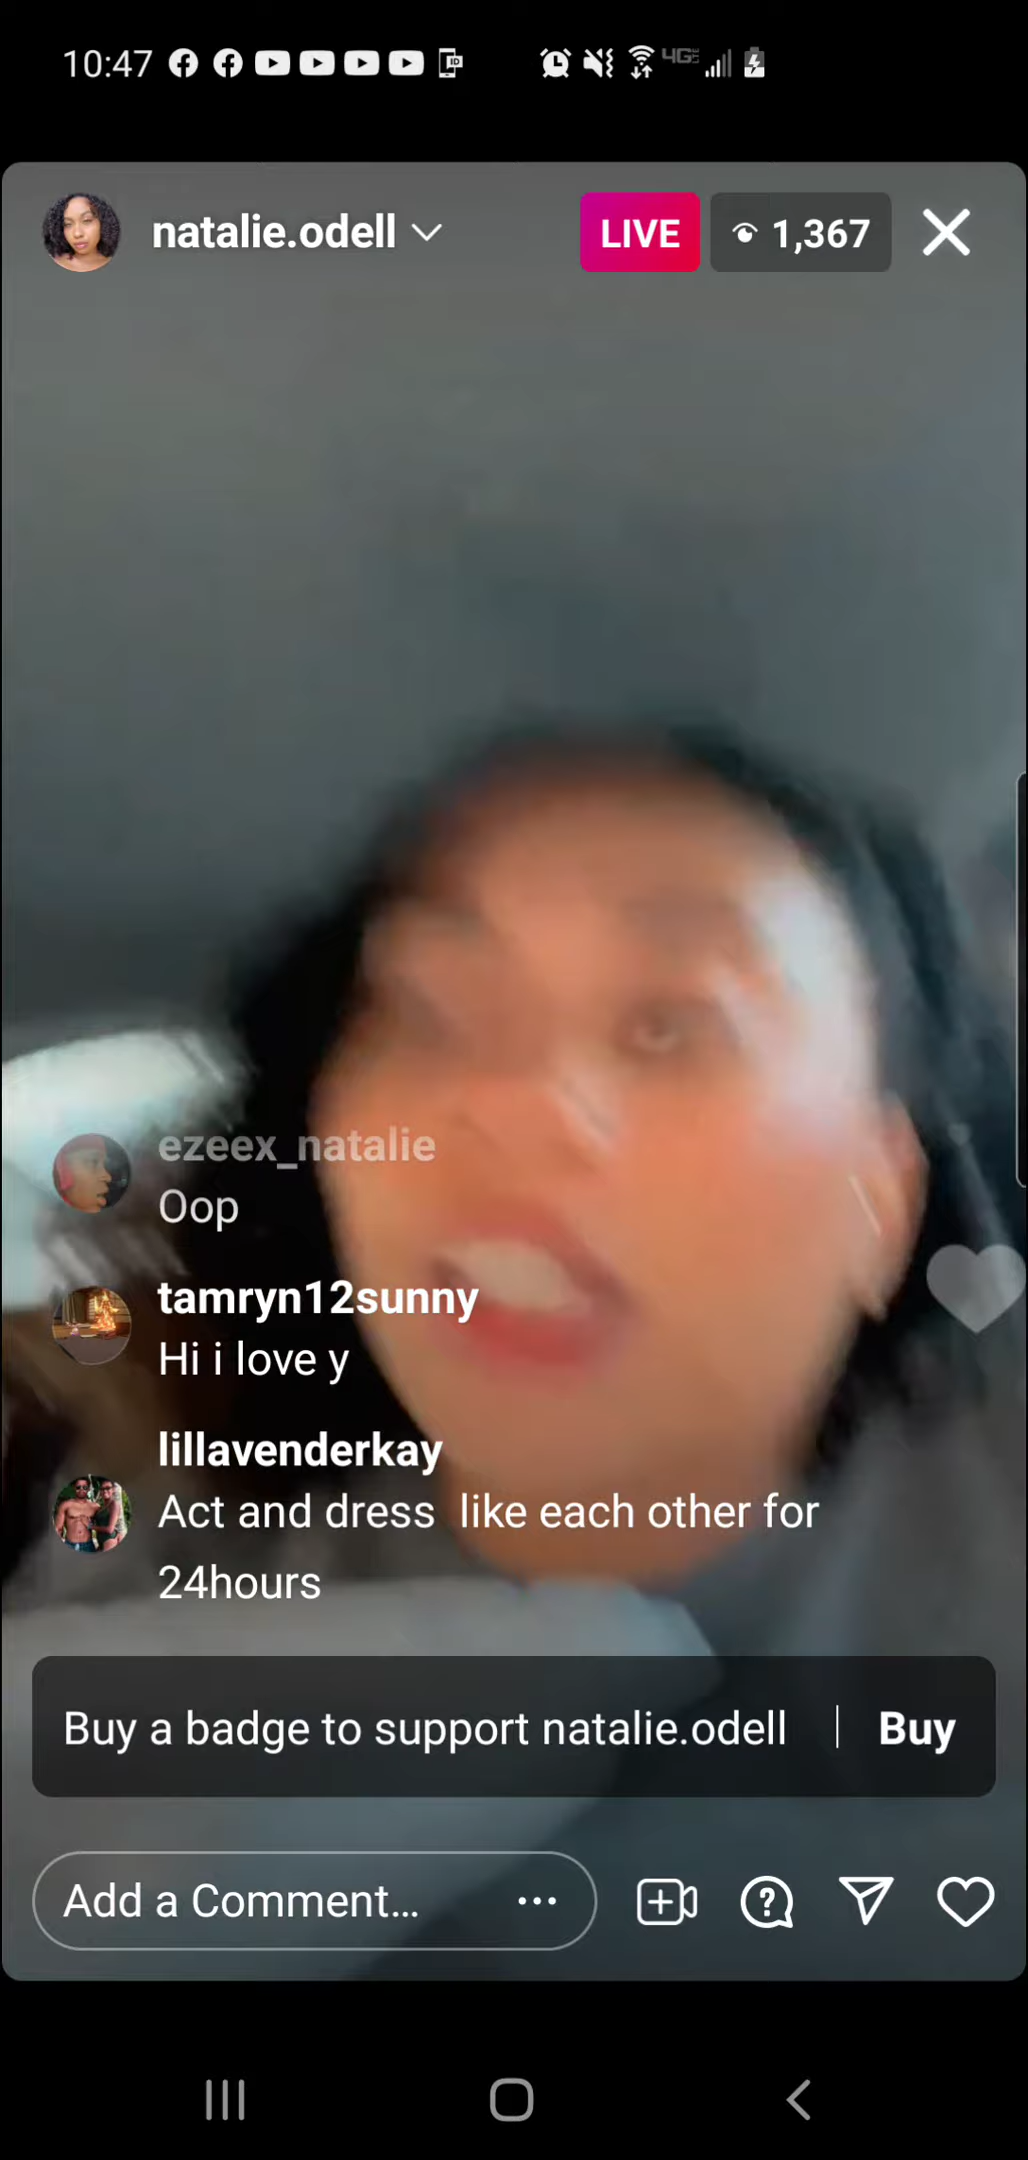 10:47
4GE
natalie.odell
LIVE
1,367
ezeex_natalie
Oop
tamryn12sunny
Hi i love y
lillavenderkay
Act and dress  like each other for
24hours
Buy a badge to support natalie.odell | Buy
Add a Comment...